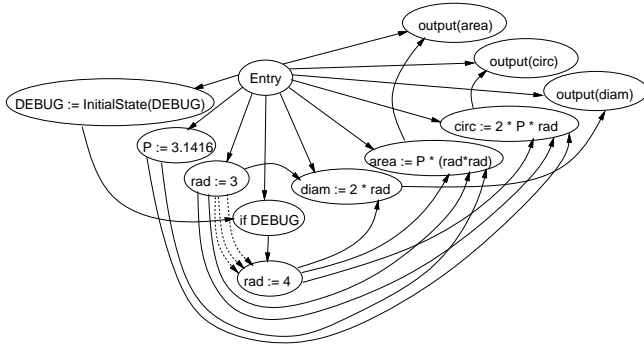 output(area)
output(circ)
Entry
output(diam)
DEBUG := InitialState(DEBUG)
circ := 2 * P * rad
P := 3.1416
area := P * (rad*rad)
rad := 3
diam := 2 * rad
if DEBUG
rad := 4